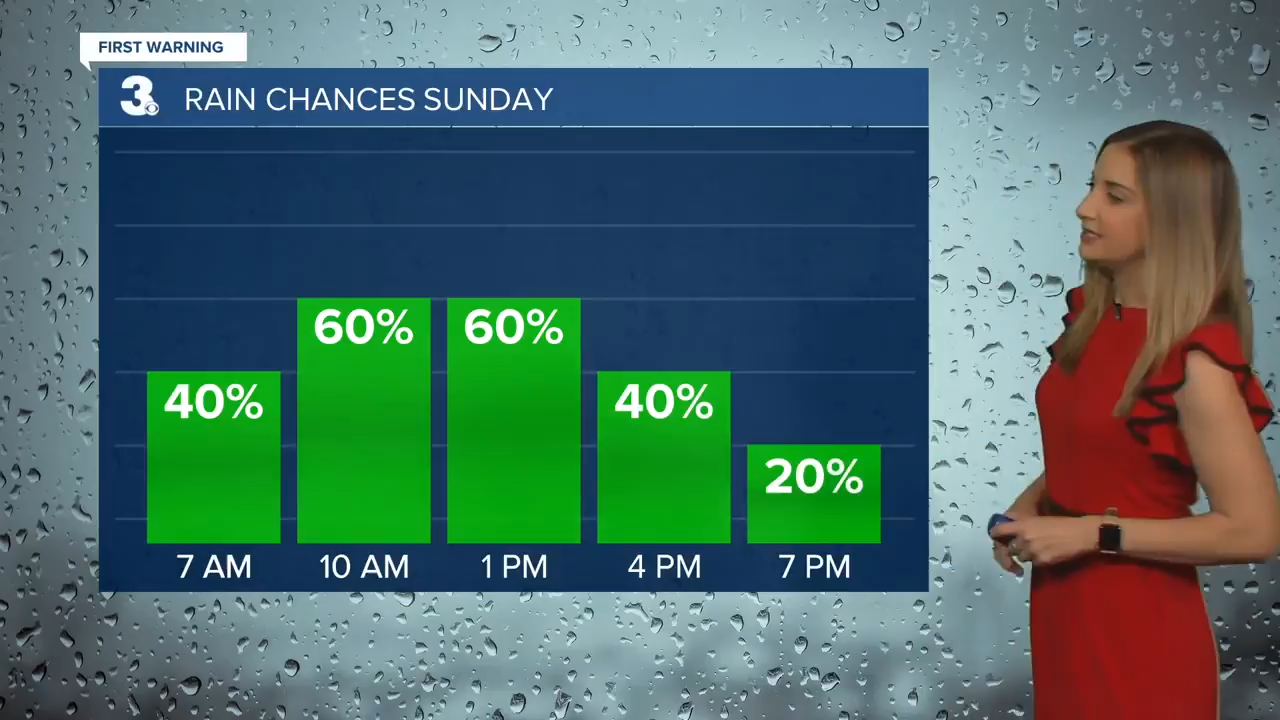 FIRST WARNING
3 RAIN CHANCES SUNDAY
60% 60%
40% 40%
20%
7 AM 10 AM 1 PM 4 PM 7 PM